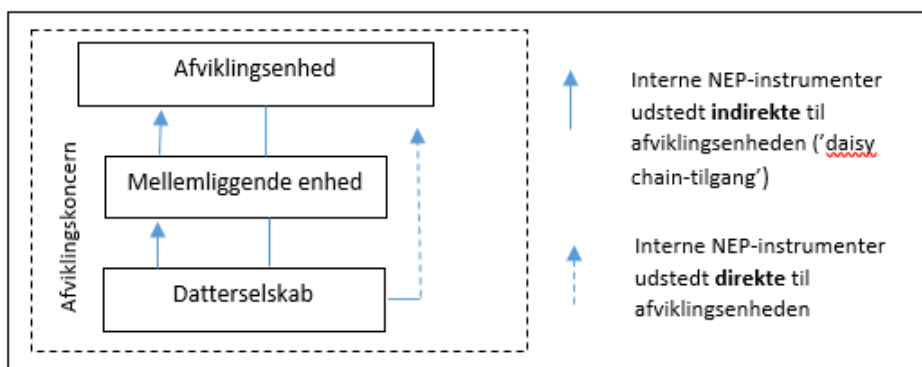 Afviklingsenhed
Mellemliggende enhed
Datterselskab
Afviklingskoncern
Interne NEP-instrumenter
udstedt indirekte til
afviklingsenheden (’daisy
chain-tilgang’)
Interne NEP-instrumenter
udstedt direkte til
afviklingsenheden